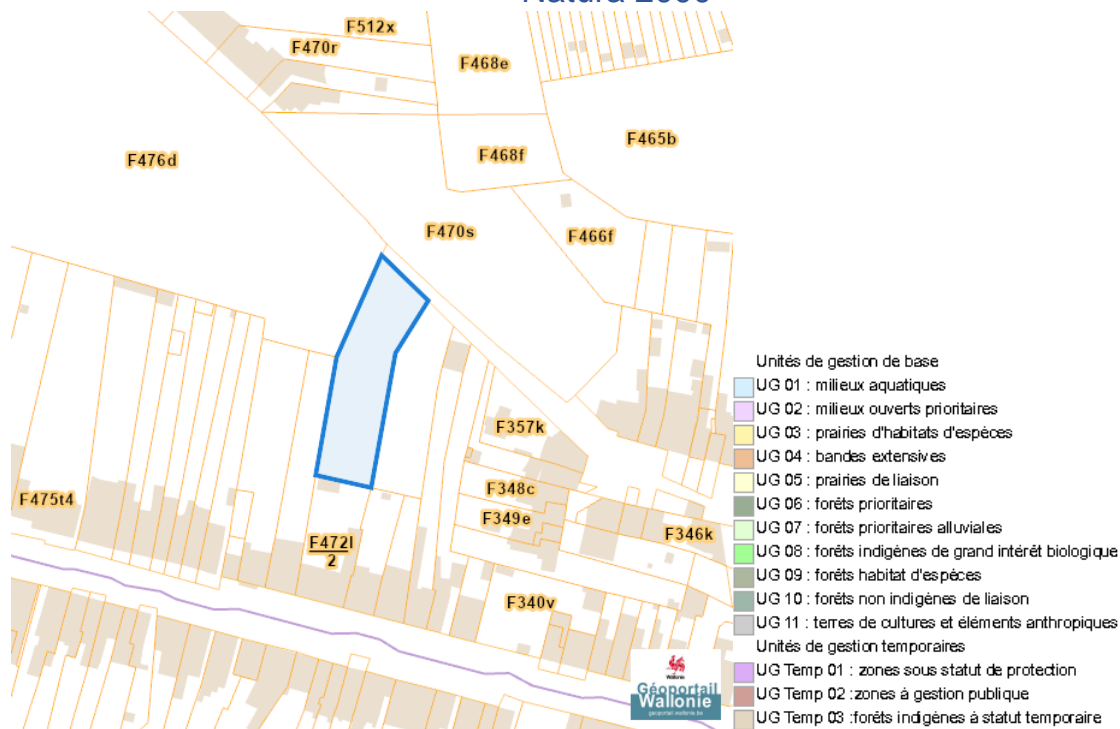 Natura 2000
F512x
F470r
F468e
F465b
F476d
F468f
F470s
F466f
F357k
F475t4
F348c
F349e
F346k
F472l
2
F340v
Unités de gestion de base
UG 01 : milieux aquatiques
UG 02 : milieux ouverts prioritaires
UG 03 : prairies d'habitats d'espèces
UG 04 : bandes extensives
UG 05 : prairies de liaison
UG 06 : forêts prioritaires
UG 07 : forêts prioritaires alluviales
UG 08 : forêts indigènes de grand intérêt biologique
UG 09 : forêts habitat d'espèces
UG 10 : forêts non indigènes de liaison
UG 11 : terres de cultures et éléments anthropiques
Unités de gestion temporaires
UG Temp 01 : zones sous statut de protection
UG Temp 02 :zones à gestion publique
UG Temp 03 :forêts indigènes à statut temporaire
Wallonie
Géoportail
Wallonie
geoportail.wallonie.be